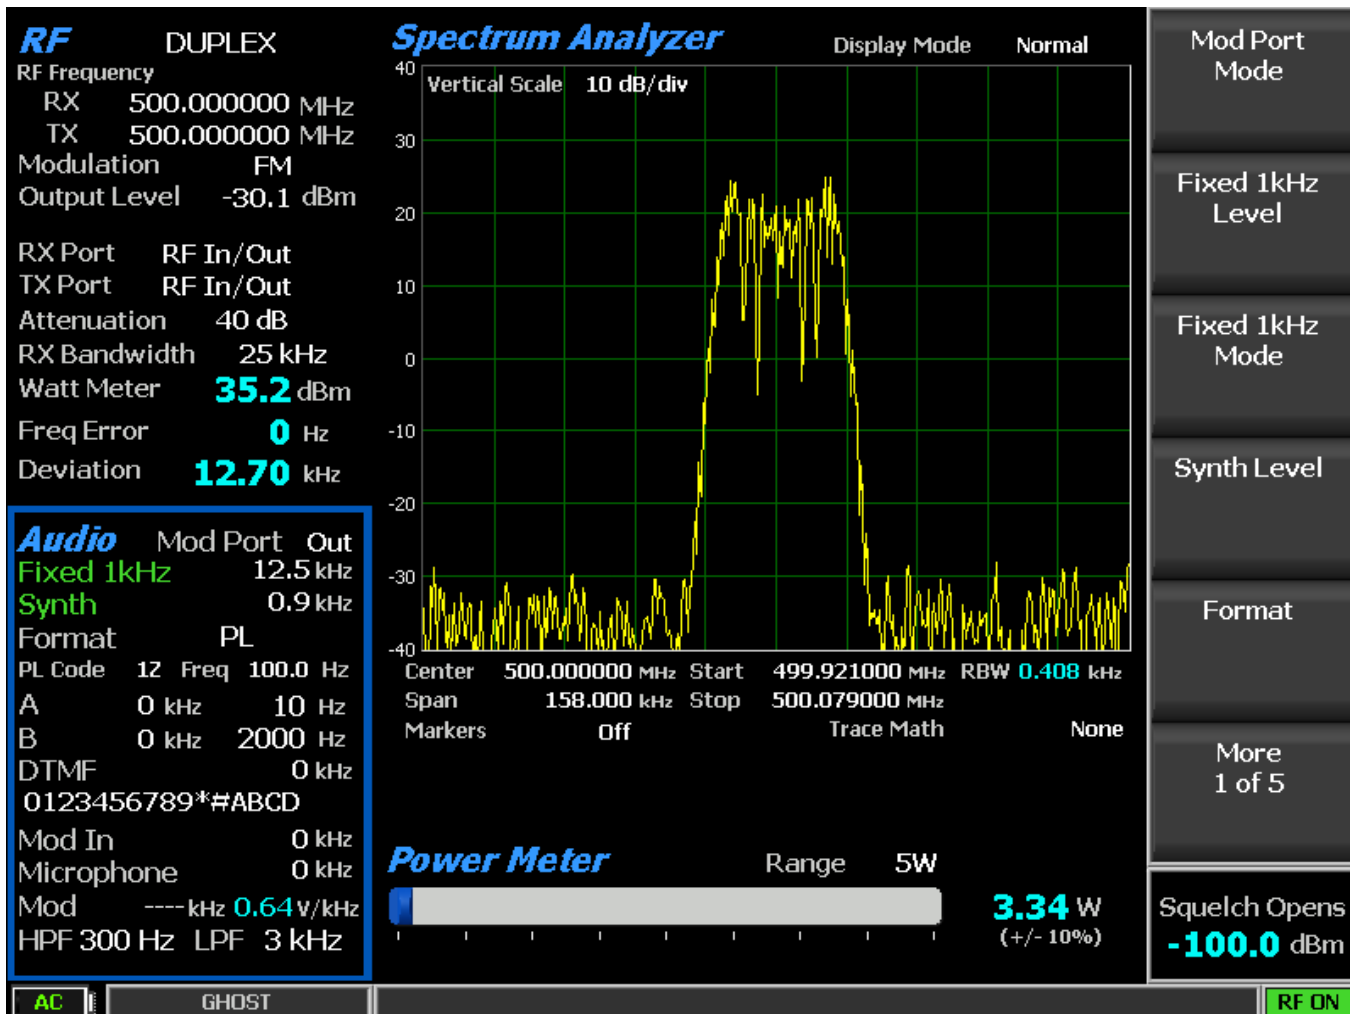 RF DUPLEX
RF Frequency
RX 500.000000 MHz
TX 500.000000 MHz
Modulation FM
Output Level -30.1 dBm
RX Port RF In/Out
TX Port RF In/Out
Attenuation 40 dB
RX Bandwidth 25 kHz
Watt Meter 35.2 dBm
Freq Error 0 Hz
Deviation 12.70 kHz
Audio Mod Port Out
Fixed 1kHz 12.5 kHz
Synth 0.9 kHz
Format PL
PL Code 1Z Freq 100.0 Hz
A 0 kHz 10 Hz
B 0 kHz 2000 Hz
DTMF 0 kHz
0123456789*#ABCD
Mod In 0 kHz
Microphone 0 kHz
Mod ----kHz 0.64 V/kHz
HPF 300 Hz LPF 3 kHz
Spectrum Analyzer Display Mode Normal
Vertical Scale 10 dB/div
40
30
20
10
0
-10
-20
-30
-40
Center 500.000000 MHz Start 499.921000 MHz RBW 0.408 kHz
Span 158.000 kHz Stop 500.079000 MHz
Markers Off Trace Math None
Power Meter Range 5W
3.34 W
(+/- 10%)
Mod Port
Mode
Fixed 1kHz
Level
Fixed 1kHz
Mode
Synth Level
Format
More
1 of 5
Squelch Opens
-100.0 dBm
AC GHOST RF ON